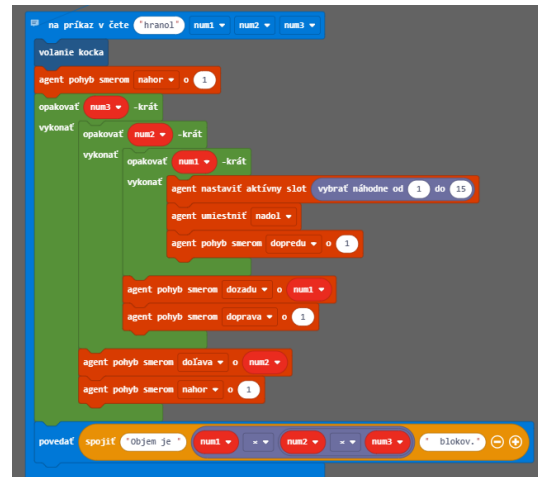 na príkaz v čete "hranol" num1 num2 num3
volanie kocka
agent pohyb smerom nahor o 1
opakovať num3 -krát
vykonať opakovať num2 -krát
vykonať opakovať num1 -krát
vykonať agent nastaviť aktívny slot vybrať náhodne od 1 do 15
agent umiestniť nadol
agent pohyb smerom dopredu o 1
agent pohyb smerom dozadu o num1
agent pohyb smerom doprava o 1
agent pohyb smerom doľava o num2
agent pohyb smerom nahor o 1
povedať spojiť "Objem je " num1 × num2 × num3 " blokov."